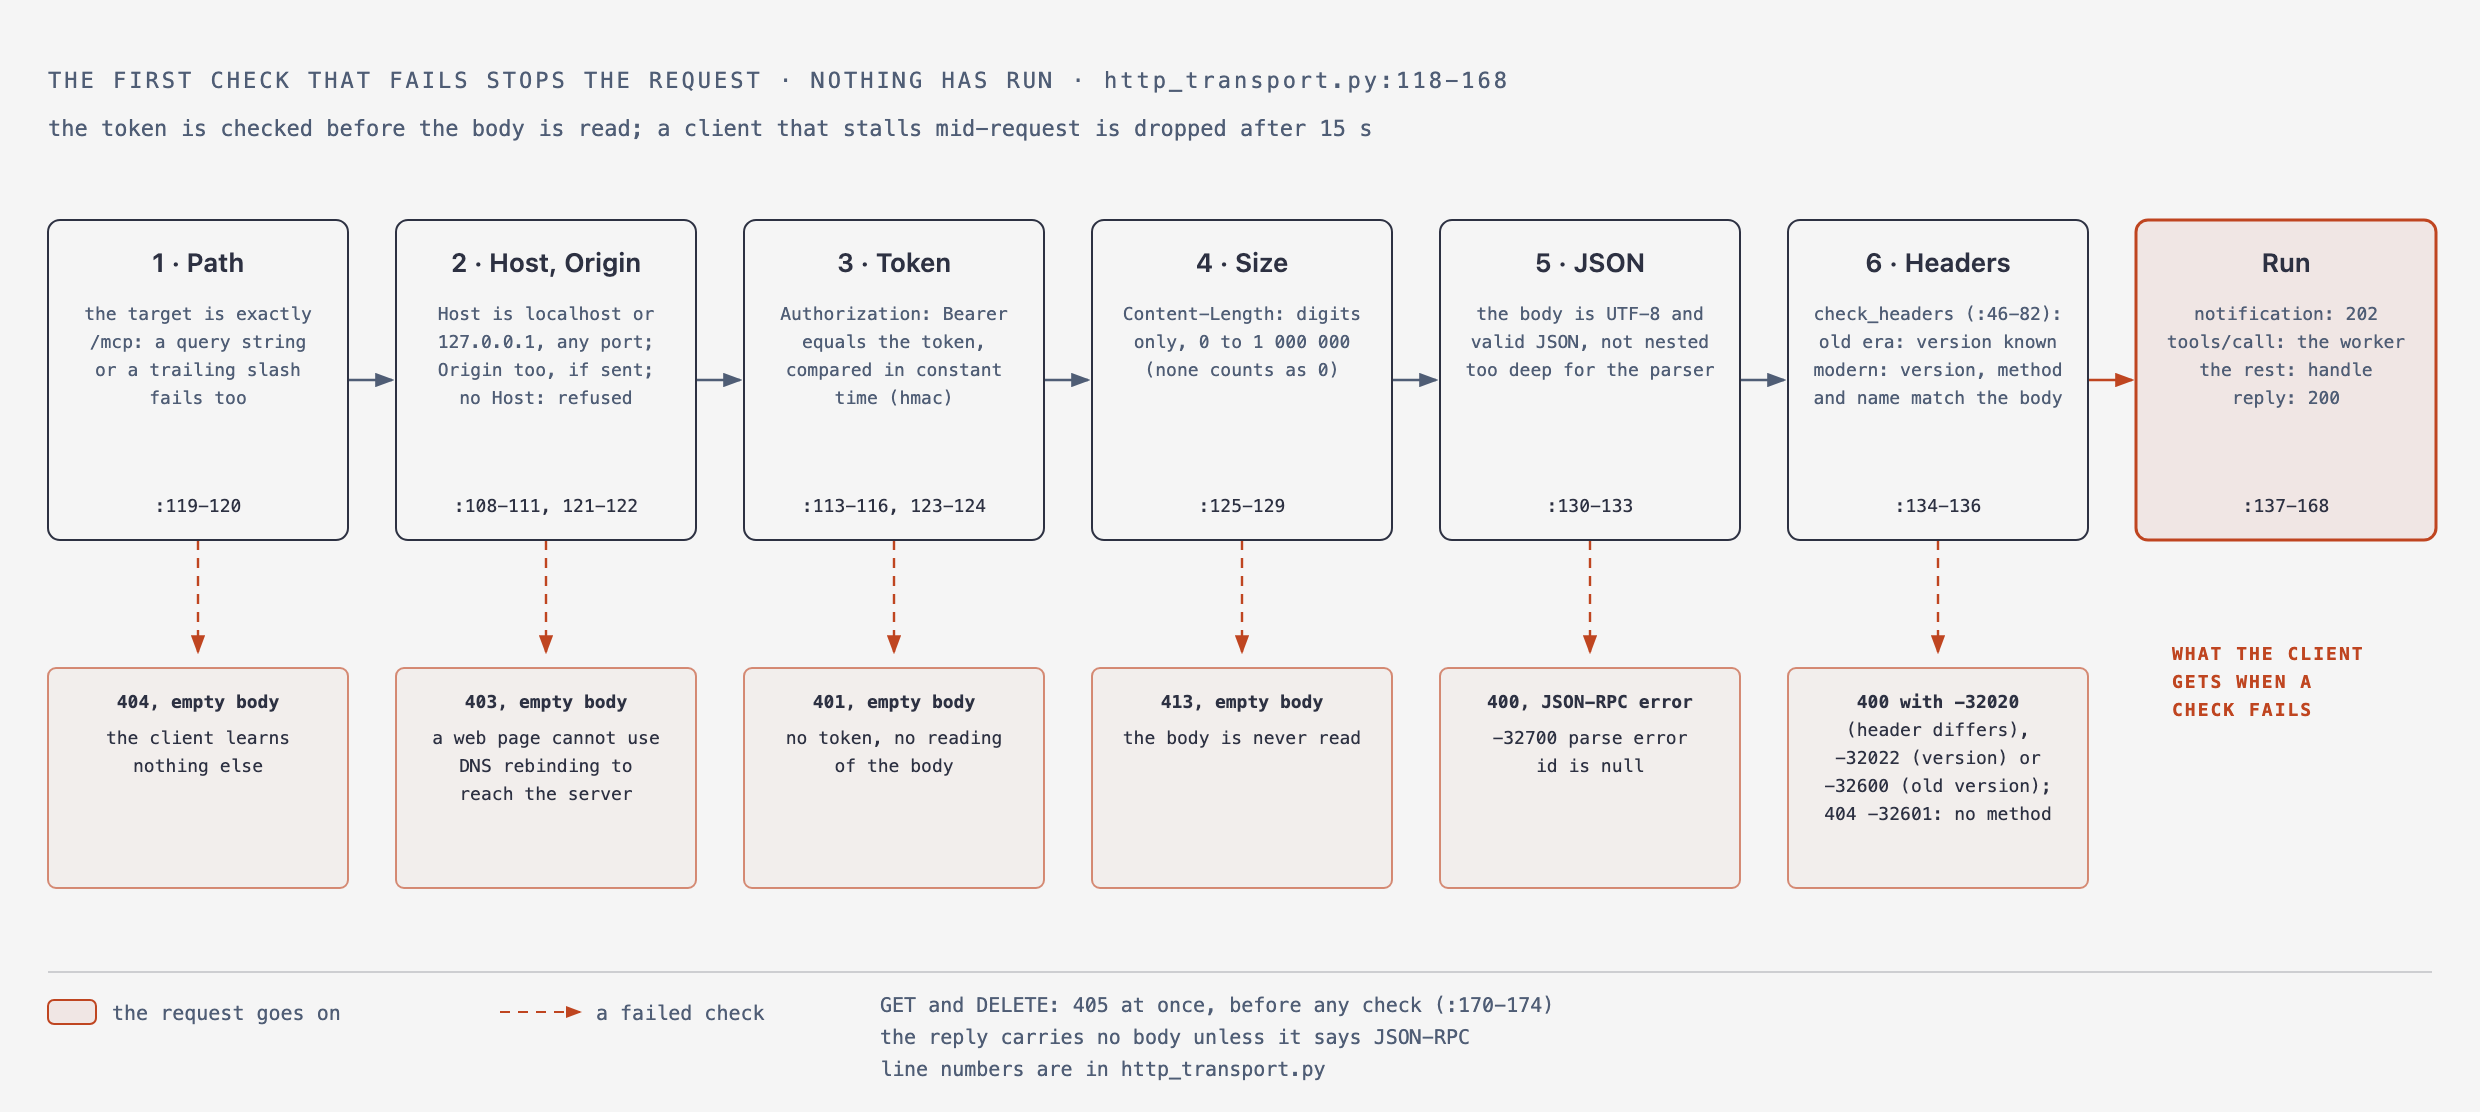 THE FIRST CHECK THAT FAILS STOPS THE REQUEST · NOTHING HAS RUN · http_transport.py:118–168
the token is checked before the body is read; a client that stalls mid-request is dropped after 15 s
1 · Path
the target is exactly
/mcp: a query string
or a trailing slash
fails too
:119–120
2 · Host, Origin
Host is localhost or
127.0.0.1, any port;
Origin too, if sent;
no Host: refused
:108–111, 121–122
3 · Token
Authorization: Bearer
equals the token,
compared in constant
time (hmac)
:113–116, 123–124
4 · Size
Content-Length: digits
only, 0 to 1 000 000
(none counts as 0)
:125–129
5 · JSON
the body is UTF-8 and
valid JSON, not nested
too deep for the parser
:130–133
6 · Headers
check_headers (:46–82):
old era: version known
modern: version, method
and name match the body
:134–136
Run
notification: 202
tools/call: the worker
the rest: handle
reply: 200
:137–168
404, empty body
the client learns
nothing else
403, empty body
a web page cannot use
DNS rebinding to
reach the server
401, empty body
no token, no reading
of the body
413, empty body
the body is never read
400, JSON-RPC error
−32700 parse error
id is null
400 with −32020
(header differs),
−32022 (version) or
−32600 (old version);
404 −32601: no method
WHAT THE CLIENT
GETS WHEN A
CHECK FAILS
the request goes on
a failed check
GET and DELETE: 405 at once, before any check (:170–174)
the reply carries no body unless it says JSON-RPC
line numbers are in http_transport.py